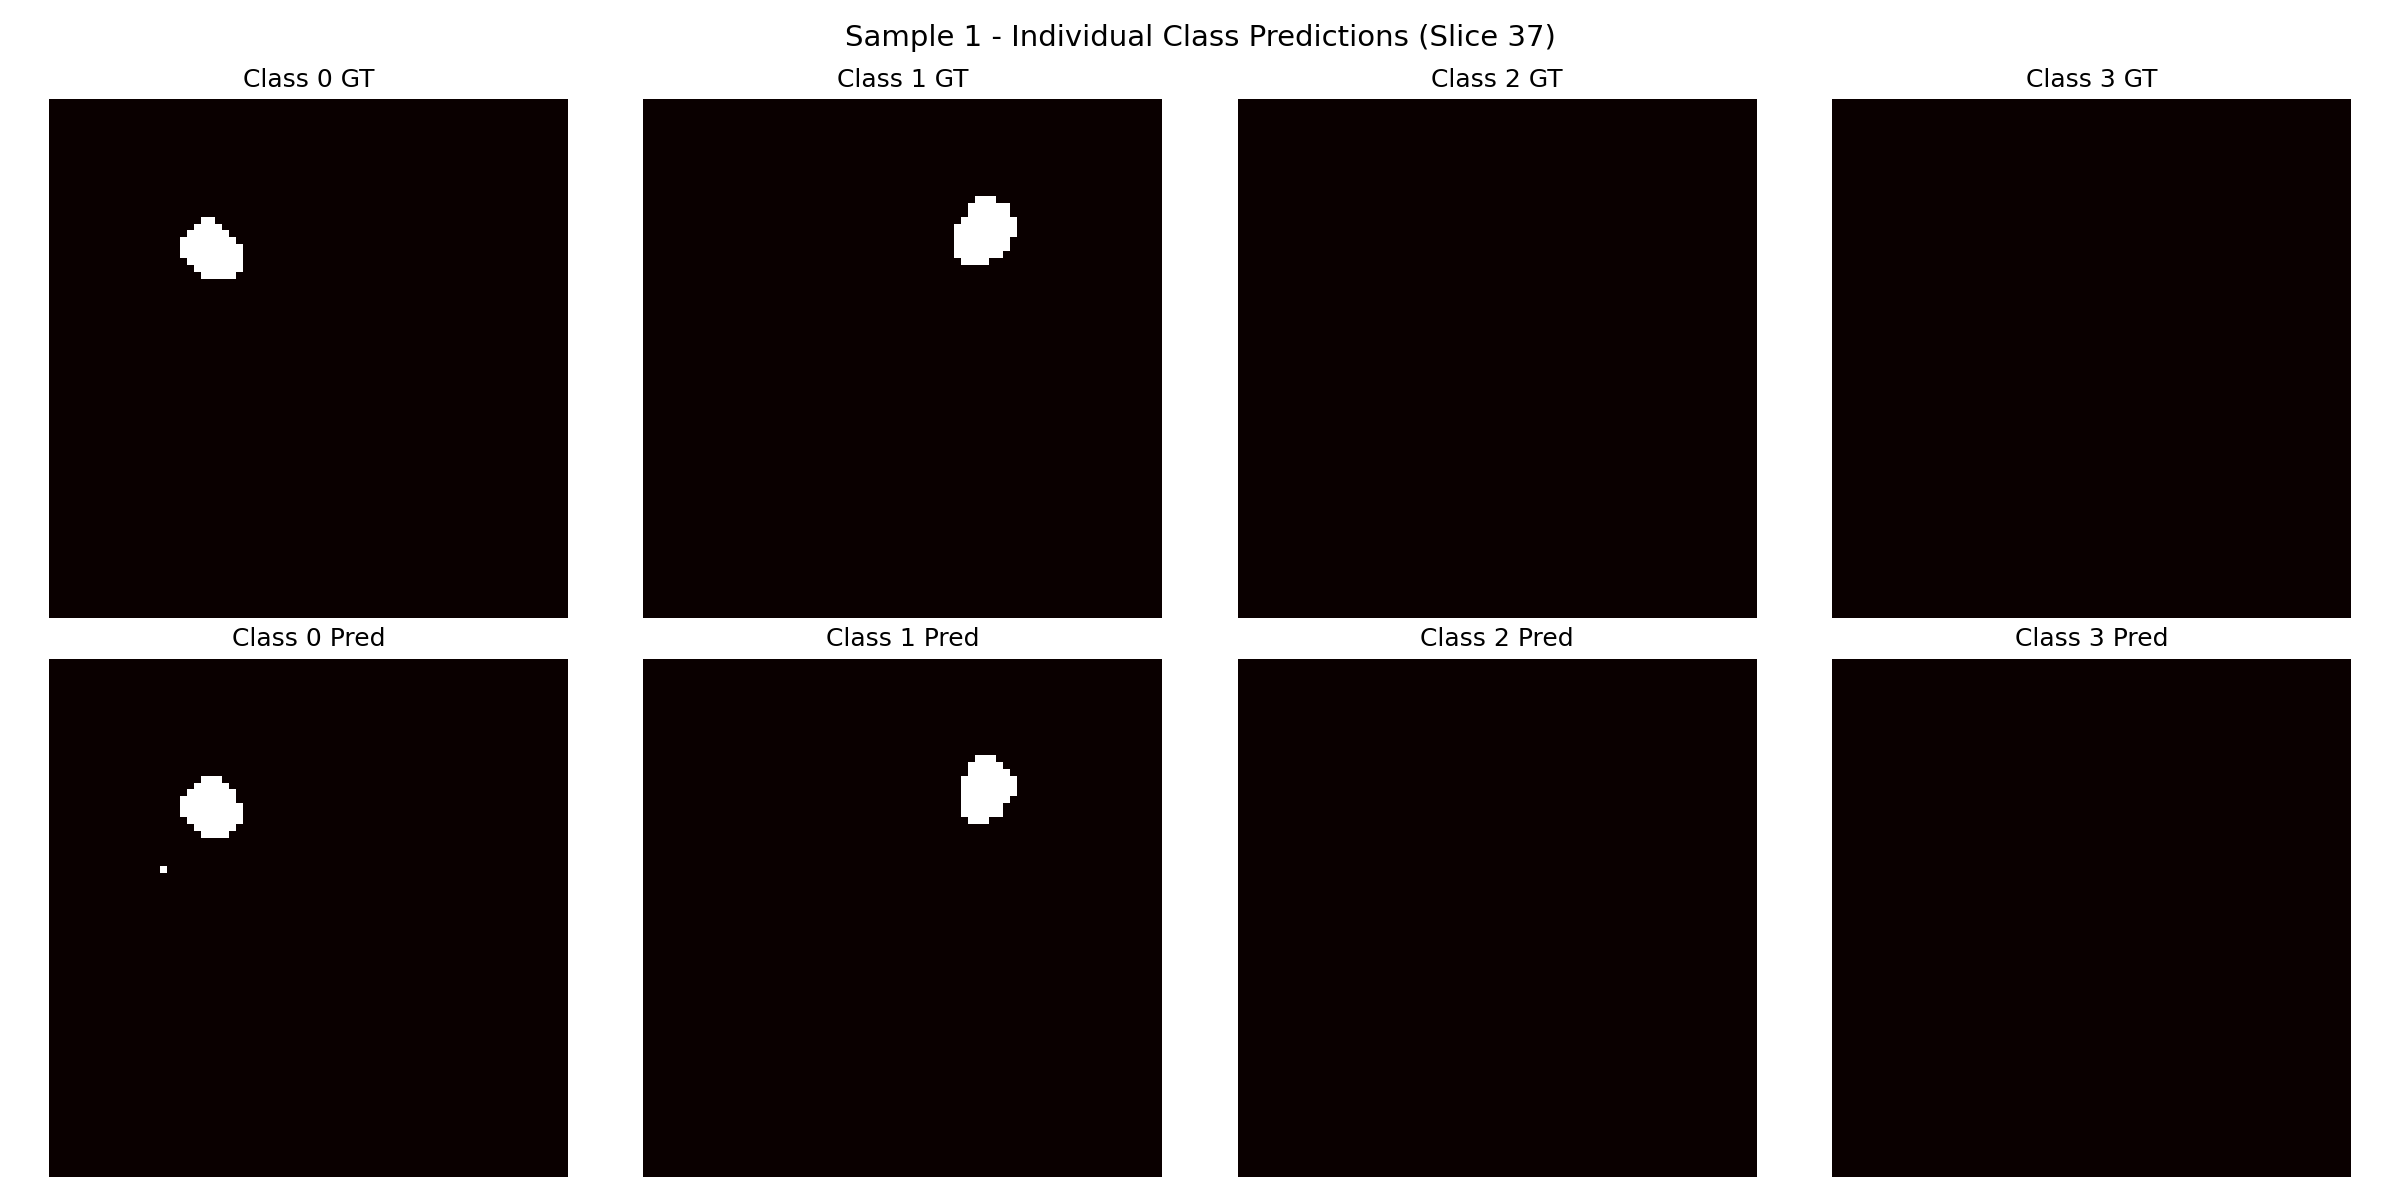 Sample 1 - Individual Class Predictions (Slice 37)
Class 0 GT
Class 1 GT
Class 2 GT
Class 3 GT
Class 0 Pred
Class 1 Pred
Class 2 Pred
Class 3 Pred